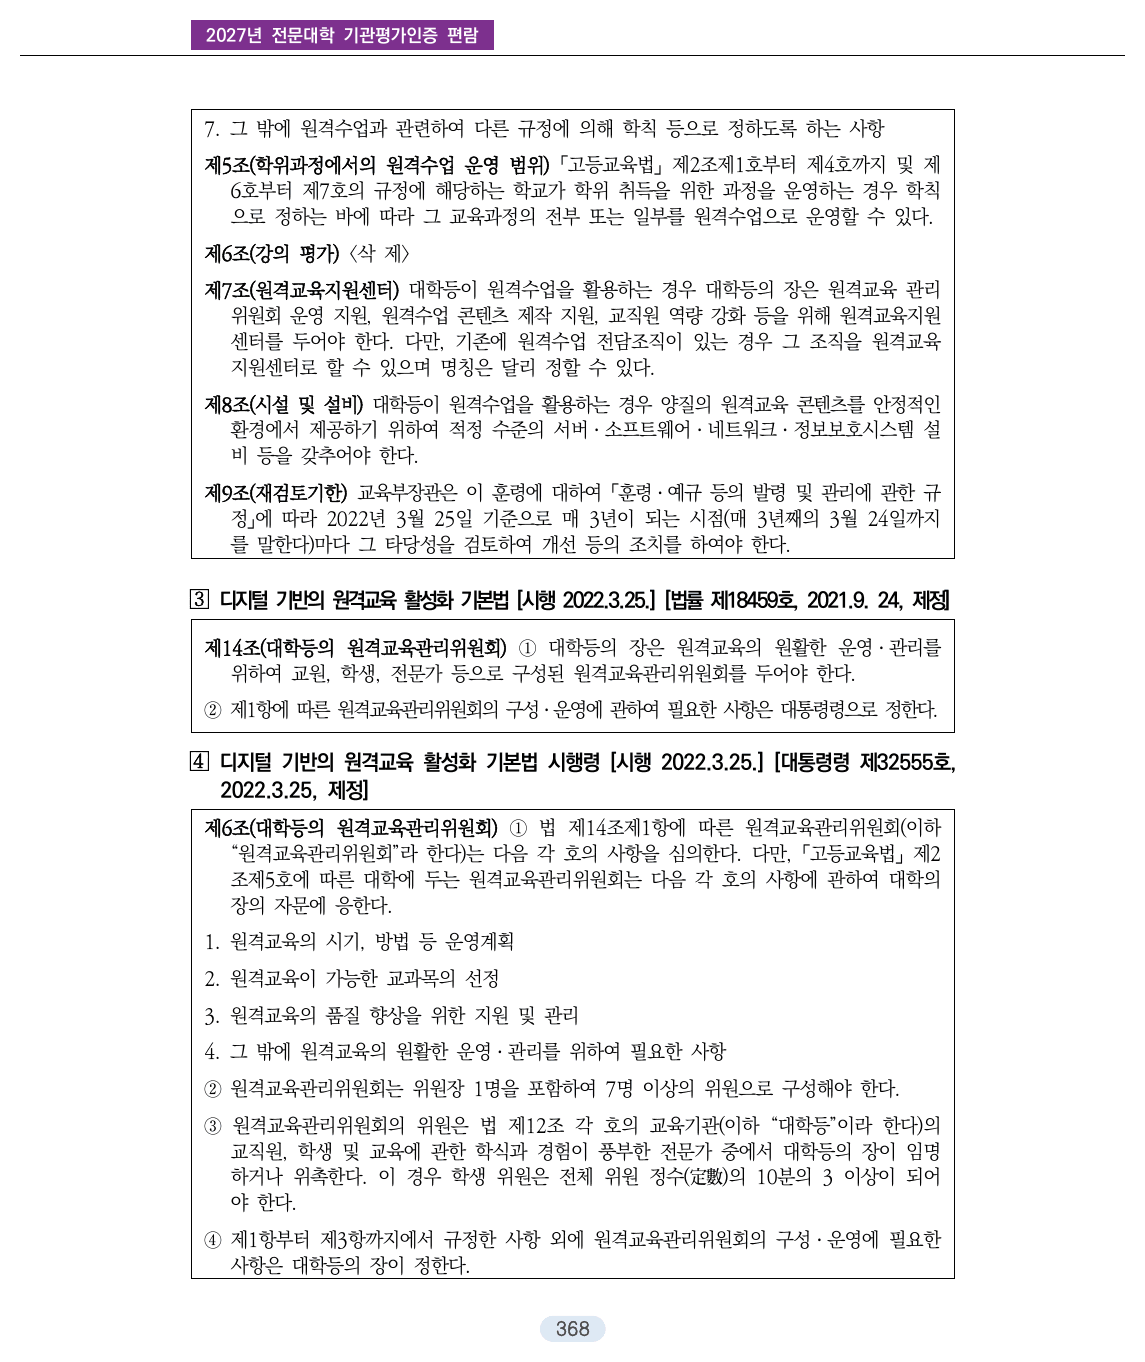 2027년 전문대학 기관평가인증 편람
7. 그 밖에 원격수업과 관련하여 다른 규정에 의해 학칙 등으로 정하도록 하는 사항
제5조(학위과정에서의 원격수업 운영 범위) 「고등교육법」 제2조제1호부터 제4호까지 및 제
6호부터 제7호의 규정에 해당하는 학교가 학위 취득을 위한 과정을 운영하는 경우 학칙
으로 정하는 바에 따라 그 교육과정의 전부 또는 일부를 원격수업으로 운영할 수 있다.
제6조(강의 평가) 〈삭 제〉
제7조(원격교육지원센터) 대학등이 원격수업을 활용하는 경우 대학등의 장은 원격교육 관리
위원회 운영 지원, 원격수업 콘텐츠 제작 지원, 교직원 역량 강화 등을 위해 원격교육지원
센터를 두어야 한다. 다만, 기존에 원격수업 전담조직이 있는 경우 그 조직을 원격교육
지원센터로 할 수 있으며 명칭은 달리 정할 수 있다.
제8조(시설 및 설비) 대학등이 원격수업을 활용하는 경우 양질의 원격교육 콘텐츠를 안정적인
환경에서 제공하기 위하여 적정 수준의 서버·소프트웨어·네트워크·정보보호시스템 설
비 등을 갖추어야 한다.
제9조(재검토기한) 교육부장관은 이 훈령에 대하여 「훈령·예규 등의 발령 및 관리에 관한 규
정」에 따라 2022년 3월 25일 기준으로 매 3년이 되는 시점(매 3년째의 3월 24일까지
를 말한다)마다 그 타당성을 검토하여 개선 등의 조치를 하여야 한다.
3 디지털 기반의 원격교육 활성화 기본법 [시행 2022.3.25.] [법률 제18459호, 2021.9. 24, 제정]
제14조(대학등의 원격교육관리위원회) ① 대학등의 장은 원격교육의 원활한 운영·관리를
위하여 교원, 학생, 전문가 등으로 구성된 원격교육관리위원회를 두어야 한다.
② 제1항에 따른 원격교육관리위원회의 구성·운영에 관하여 필요한 사항은 대통령령으로 정한다.
4 디지털 기반의 원격교육 활성화 기본법 시행령 [시행 2022.3.25.] [대통령령 제32555호,
2022.3.25, 제정]
제6조(대학등의 원격교육관리위원회) ① 법 제14조제1항에 따른 원격교육관리위원회(이하
“원격교육관리위원회”라 한다)는 다음 각 호의 사항을 심의한다. 다만, 「고등교육법」 제2
조제5호에 따른 대학에 두는 원격교육관리위원회는 다음 각 호의 사항에 관하여 대학의
장의 자문에 응한다.
1. 원격교육의 시기, 방법 등 운영계획
2. 원격교육이 가능한 교과목의 선정
3. 원격교육의 품질 향상을 위한 지원 및 관리
4. 그 밖에 원격교육의 원활한 운영·관리를 위하여 필요한 사항
② 원격교육관리위원회는 위원장 1명을 포함하여 7명 이상의 위원으로 구성해야 한다.
③ 원격교육관리위원회의 위원은 법 제12조 각 호의 교육기관(이하 “대학등”이라 한다)의
교직원, 학생 및 교육에 관한 학식과 경험이 풍부한 전문가 중에서 대학등의 장이 임명
하거나 위촉한다. 이 경우 학생 위원은 전체 위원 정수(定數)의 10분의 3 이상이 되어
야 한다.
④ 제1항부터 제3항까지에서 규정한 사항 외에 원격교육관리위원회의 구성·운영에 필요한
사항은 대학등의 장이 정한다.
368